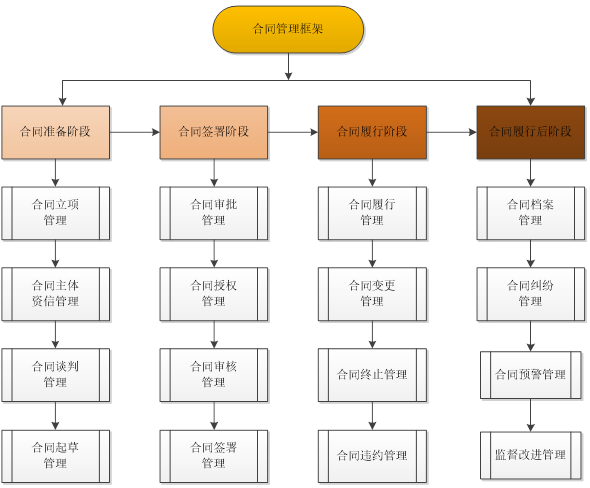 合同管理框架
合同准备阶段
合同签署阶段
合同履行阶段
合同履行后阶段
合同立项
管理
合同审批
管理
合同履行
管理
合同档案
管理
合同主体
资信管理
合同授权
管理
合同变更
管理
合同纠纷
管理
合同谈判
管理
合同审核
管理
合同终止管理
合同预警管理
合同起草
管理
合同签署
管理
合同违约管理
监督改进管理